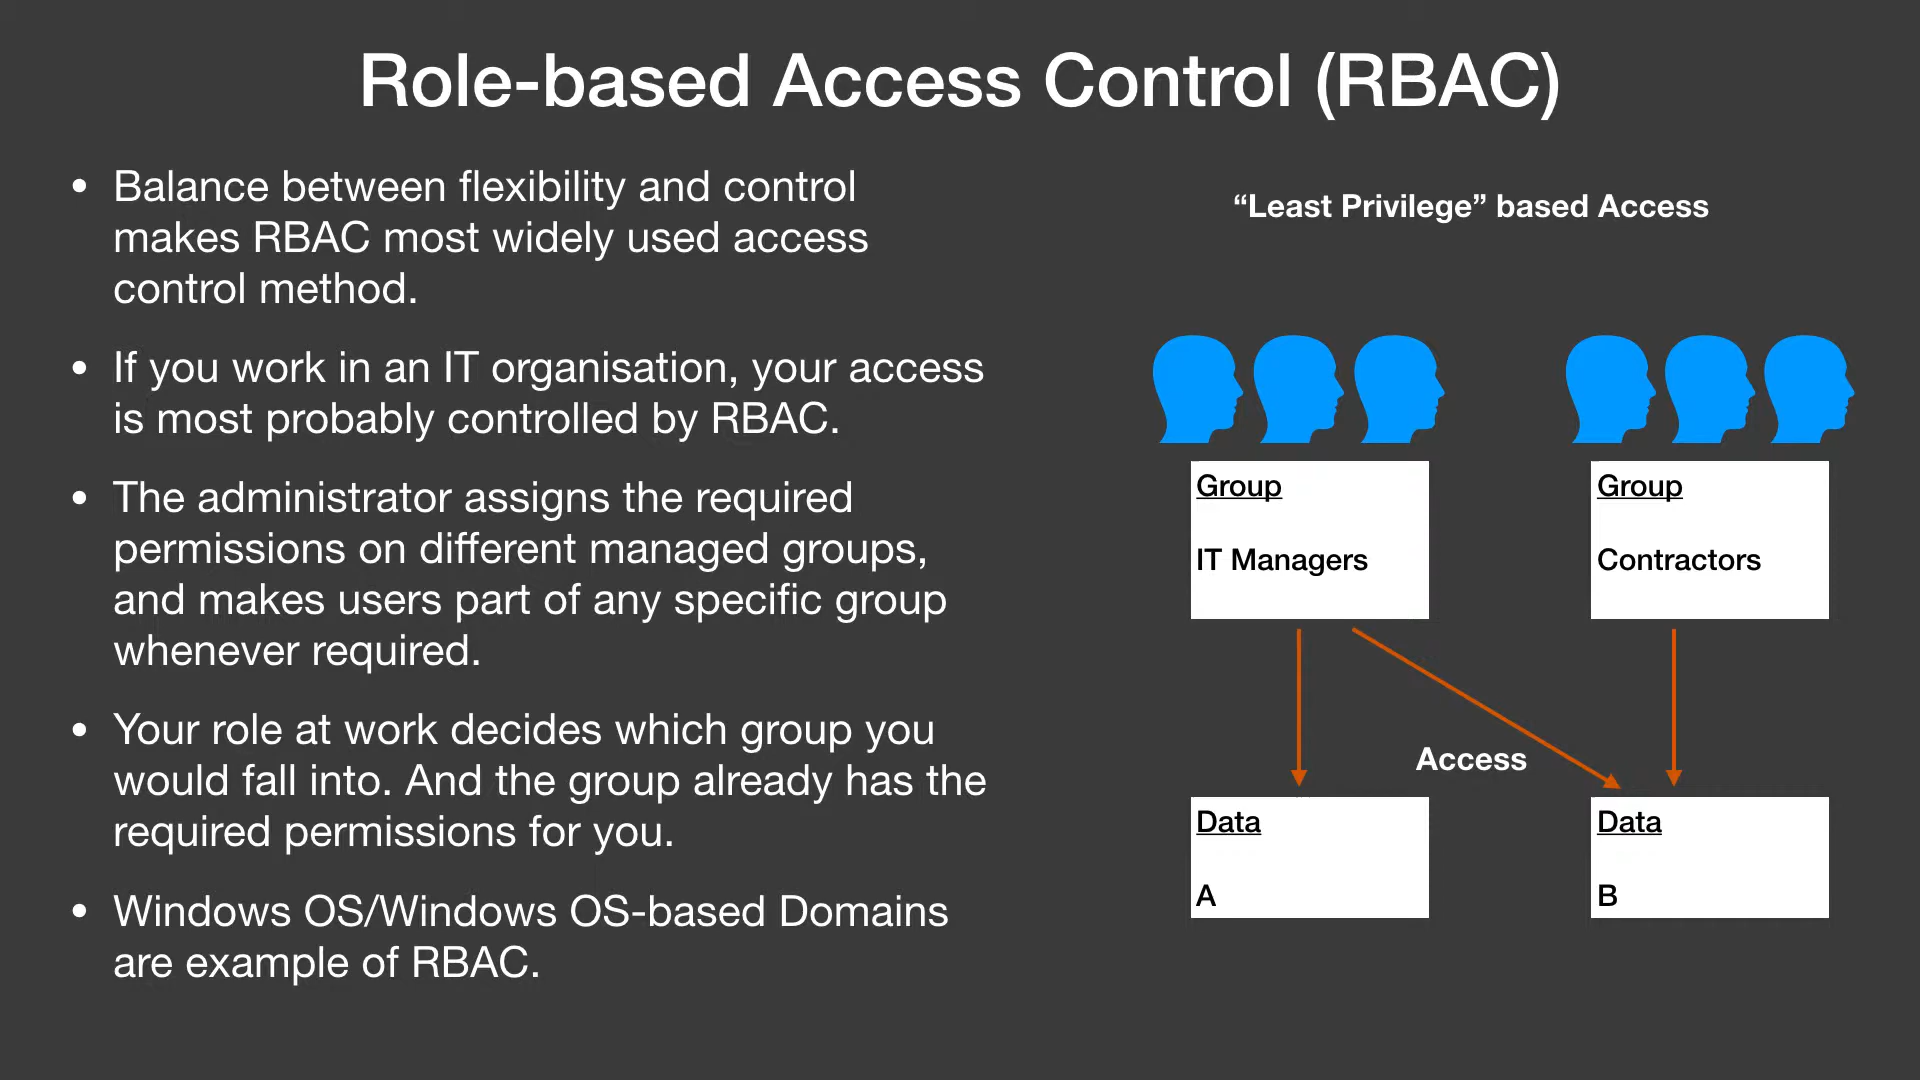 Role-based Access Control (RBAC)
• Balance between flexibility and control
makes RBAC most widely used access
control method.
• If you work in an IT organisation, your access
is most probably controlled by RBAC.
• The administrator assigns the required
permissions on different managed groups,
and makes users part of any specific group
whenever required.
• Your role at work decides which group you
would fall into. And the group already has the
required permissions for you.
• Windows OS/Windows OS-based Domains
are example of RBAC.
“Least Privilege” based Access
Group
IT Managers
Group
Contractors
Access
Data
A
Data
B